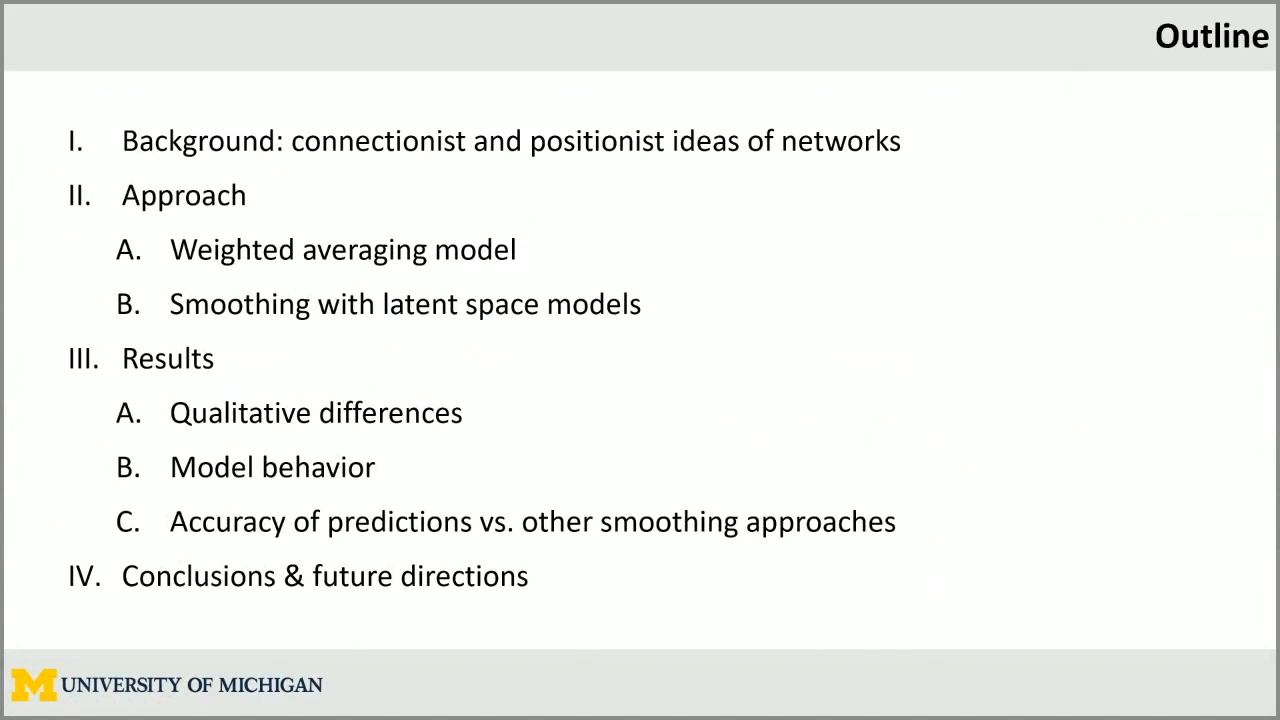 Outline
I. Background: connectionist and positionist ideas of networks
II. Approach
A. Weighted averaging model
B. Smoothing with latent space models
III. Results
A. Qualitative differences
B. Model behavior
C. Accuracy of predictions vs. other smoothing approaches
IV. Conclusions & future directions
M UNIVERSITY OF MICHIGAN